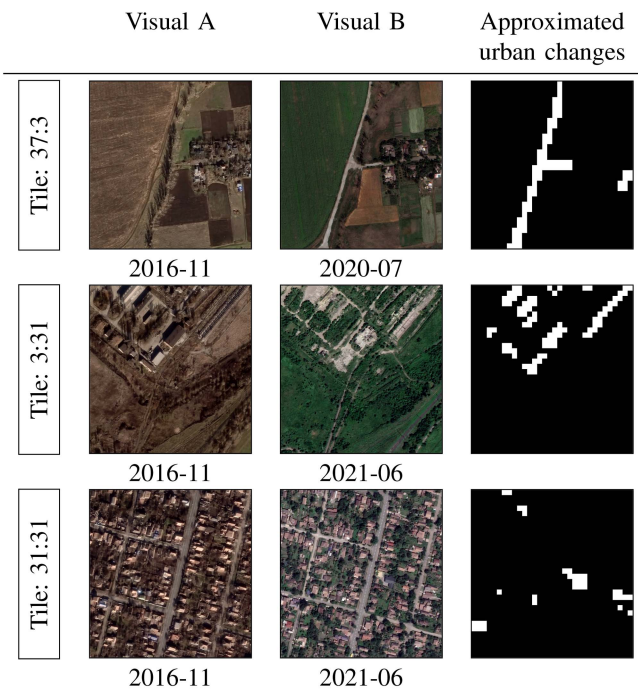 Visual A Visual B Approximated
urban changes
Tile: 37:3
2016-11 2020-07
Tile: 3:31
2016-11 2021-06
Tile: 31:31
2016-11 2021-06